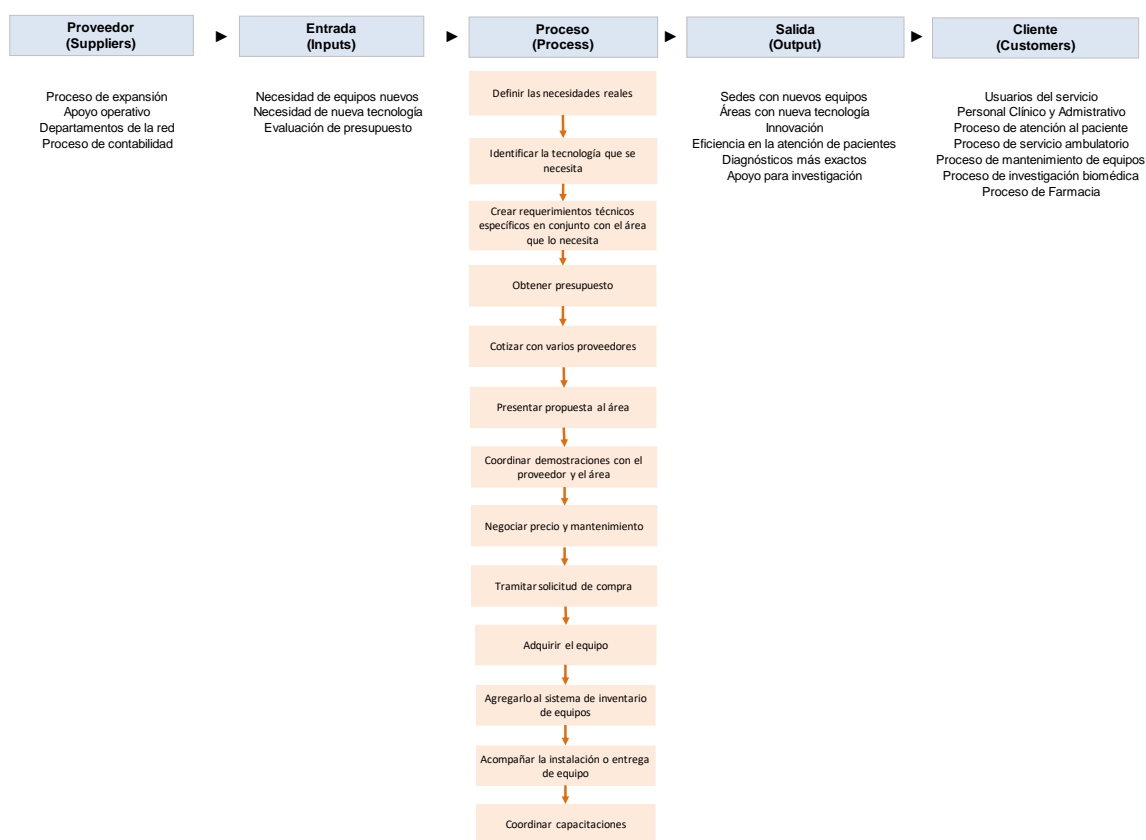 Proveedor
(Suppliers)
Entrada
(Inputs)
Proceso
(Process)
Salida
(Output)
Cliente
(Customers)
Proceso de expansión
Apoyo operativo
Departamentos de la red
Proceso de contabilidad
Necesidad de equipos nuevos
Necesidad de nueva tecnología
Evaluación de presupuesto
Definir las necesidades reales
Identificar la tecnología que se
necesita
Crear requerimientos técnicos
específicos en conjunto con el área
que lo necesita
Obtener presupuesto
Cotizar con varios proveedores
Presentar propuesta al área
Coordinar demostraciones con el
proveedor y el área
Negociar precio y mantenimiento
Tramitar solicitud de compra
Adquirir el equipo
Agregarlo al sistema de inventario
de equipos
Acompañar la instalación o entrega
de equipo
Coordinar capacitaciones
Sedes con nuevos equipos
Áreas con nueva tecnología
Innovación
Eficiencia en la atención de pacientes
Diagnósticos más exactos
Apoyo para investigación
Usuarios del servicio
Personal Clínico y Admistrativo
Proceso de atención al paciente
Proceso de servicio ambulatorio
Proceso de mantenimiento de equipos
Proceso de investigación biomédica
Proceso de Farmacia